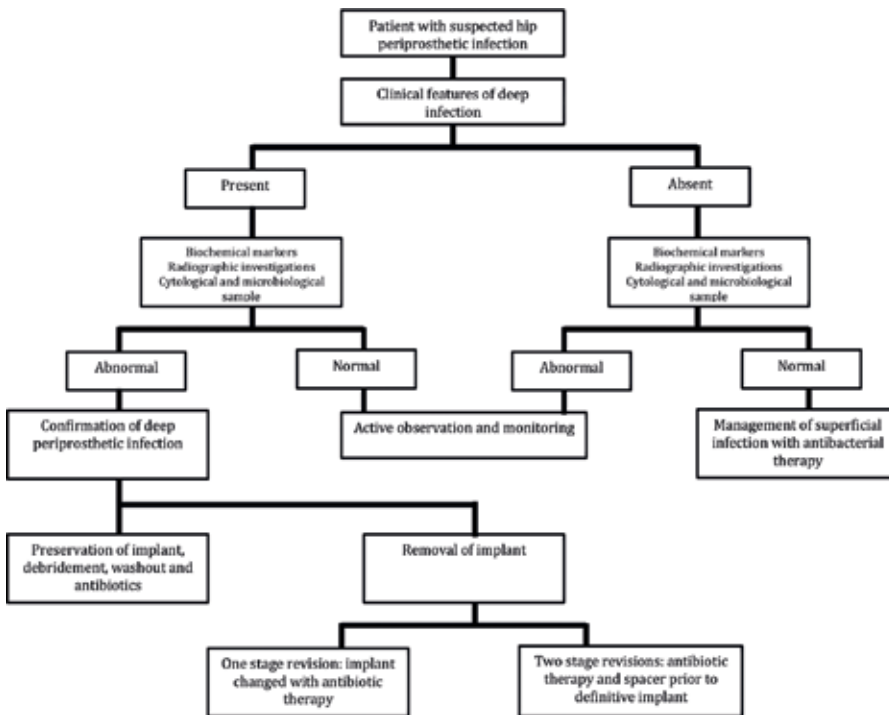 Patient with suspected hip
periprosthetic infection
Clinical features of deep
infection
Present
Absent
Biochemical markers
Radiographic investigations
Cytological and microbiological
sample
Biochemical markers
Radiographic investigations
Cytological and microbiological
sample
Abnormal
Normal
Abnormal
Normal
Confirmation of deep
periprosthetic infection
Active observation and monitoring
Management of superficial
infection with antibacterial
therapy
Preservation of implant,
debridement, washout and
antibiotics
Removal of implant
One stage revision: implant
changed with antibiotic
therapy
Two stage revisions: antibiotic
therapy and spacer prior to
definitive implant